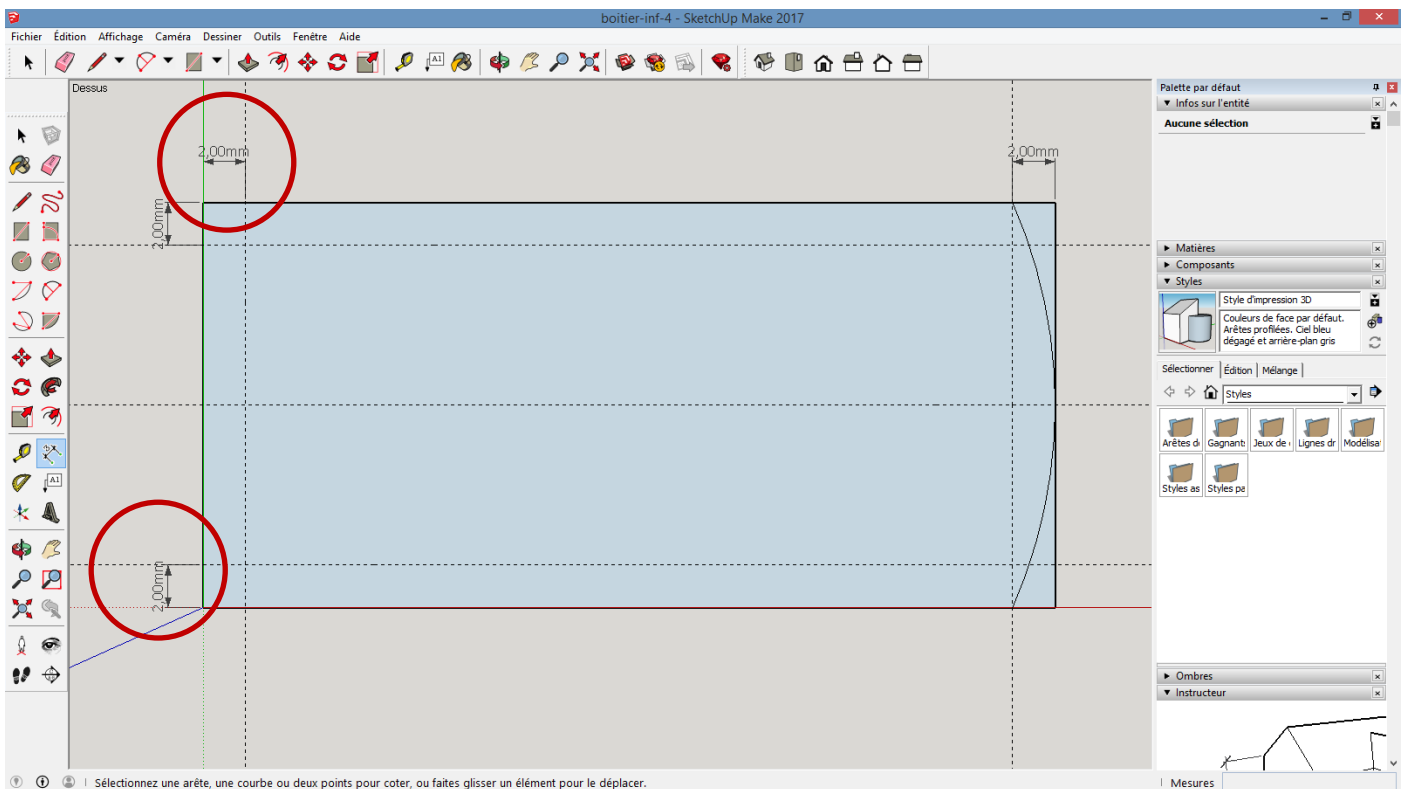 boitier-inf-4 - SketchUp Make 2017
Fichier Édition Affichage Caméra Dessiner Outils Fenêtre Aide
A1
Dessus
Palette par défaut
Infos sur l'entité
Aucune sélection
2,00mm
2,00mm
2,00mm
Matières
Composants
Styles
Style d'impression 3D
Couleurs de face par défaut.
Arêtes profilées. Ciel bleu
dégagé et arrière-plan gris
Sélectionner Édition Mélange
Styles
Arêtes de Gagnants Jeux de Lignes dr Modélisa
A1
Styles as Styles pa
2,00mm
Ombres
Instructeur
Sélectionnez une arête, une courbe ou deux points pour coter, ou faites glisser un élément pour le déplacer.
Mesures